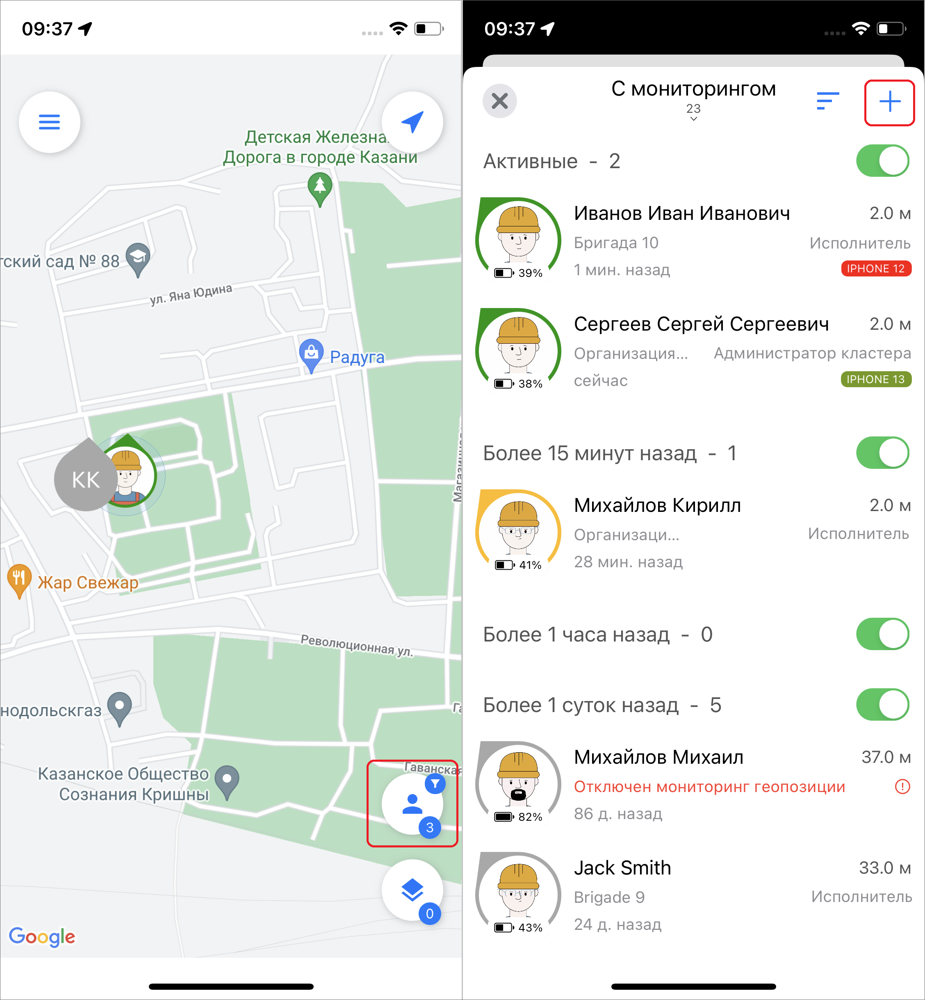 09:37
Детская Железна...
Дорога в городе Казани
тский сад № 88
ул. Яна Юдина
Радуга
КК
Жар Свежар
Революционная ул.
нодольскгаз
Га
Казанское Общество
Сознания Кришны
Гаванская
3
0
Google
09:37
С мониторингом
23
Активные - 2
Иванов Иван Иванович 2.0 м
Бригада 10 Исполнитель
1 мин. назад IPHONE 12
39%
Сергеев Сергей Сергеевич 2.0 м
Организация... Администратор кластера
сейчас IPHONE 13
38%
Более 15 минут назад - 1
Михайлов Кирилл 2.0 м
Организаци... Исполнитель
28 мин. назад
41%
Более 1 часа назад - 0
Более 1 суток назад - 5
Михайлов Михаил 37.0 м
Отключен мониторинг геопозиции
86 д. назад
82%
Jack Smith 33.0 м
Brigade 9 Исполнитель
24 д. назад
43%